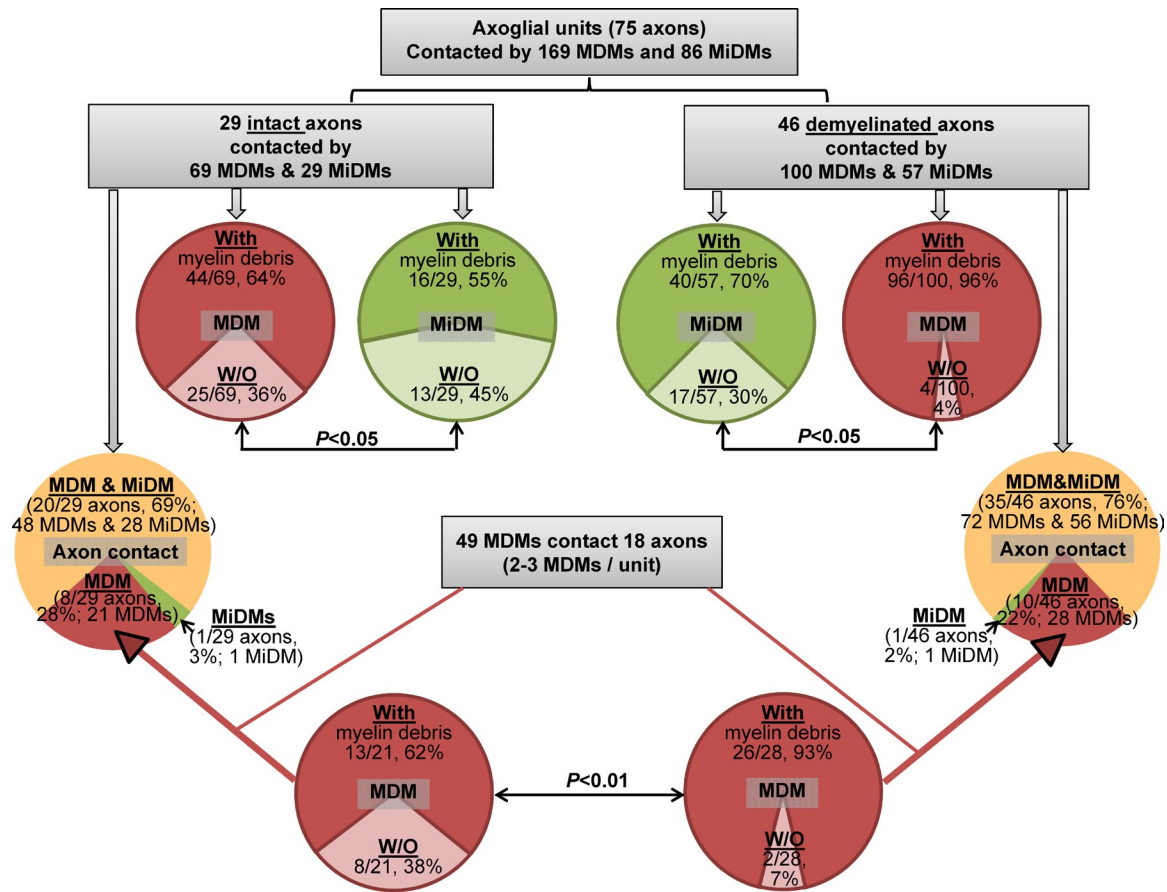 Axoglial units (75 axons)
Contacted by 169 MDMs and 86 MiDMs
29 intact axons
contacted by
69 MDMs & 29 MiDMs
46 demyelinated axons
contacted by
100 MDMs & 57 MiDMs
With
myelin debris
44/69, 64%
MDM
W/O
25/69, 36%
With
myelin debris
16/29, 55%
MiDM
W/O
13/29, 45%
P<0.05
With
myelin debris
40/57, 70%
MiDM
W/O
17/57, 30%
With
myelin debris
96/100, 96%
MDM
W/O
4/100,
4%
P<0.05
MDM & MiDM
(20/29 axons, 69%;
48 MDMs & 28 MiDMs)
Axon contact
MDM
(8/29 axons,
28%; 21 MDMs)
MiDMs
(1/29 axons,
3%; 1 MiDM)
49 MDMs contact 18 axons
(2-3 MDMs / unit)
MDM&MiDM
(35/46 axons, 76%;
72 MDMs & 56 MiDMs)
Axon contact
MDM
(10/46 axons,
22%; 28 MDMs)
MiDM
(1/46 axons,
2%; 1 MiDM)
With
myelin debris
13/21, 62%
MDM
W/O
8/21, 38%
P<0.01
With
myelin debris
26/28, 93%
MDM
W/O
2/28,
7%